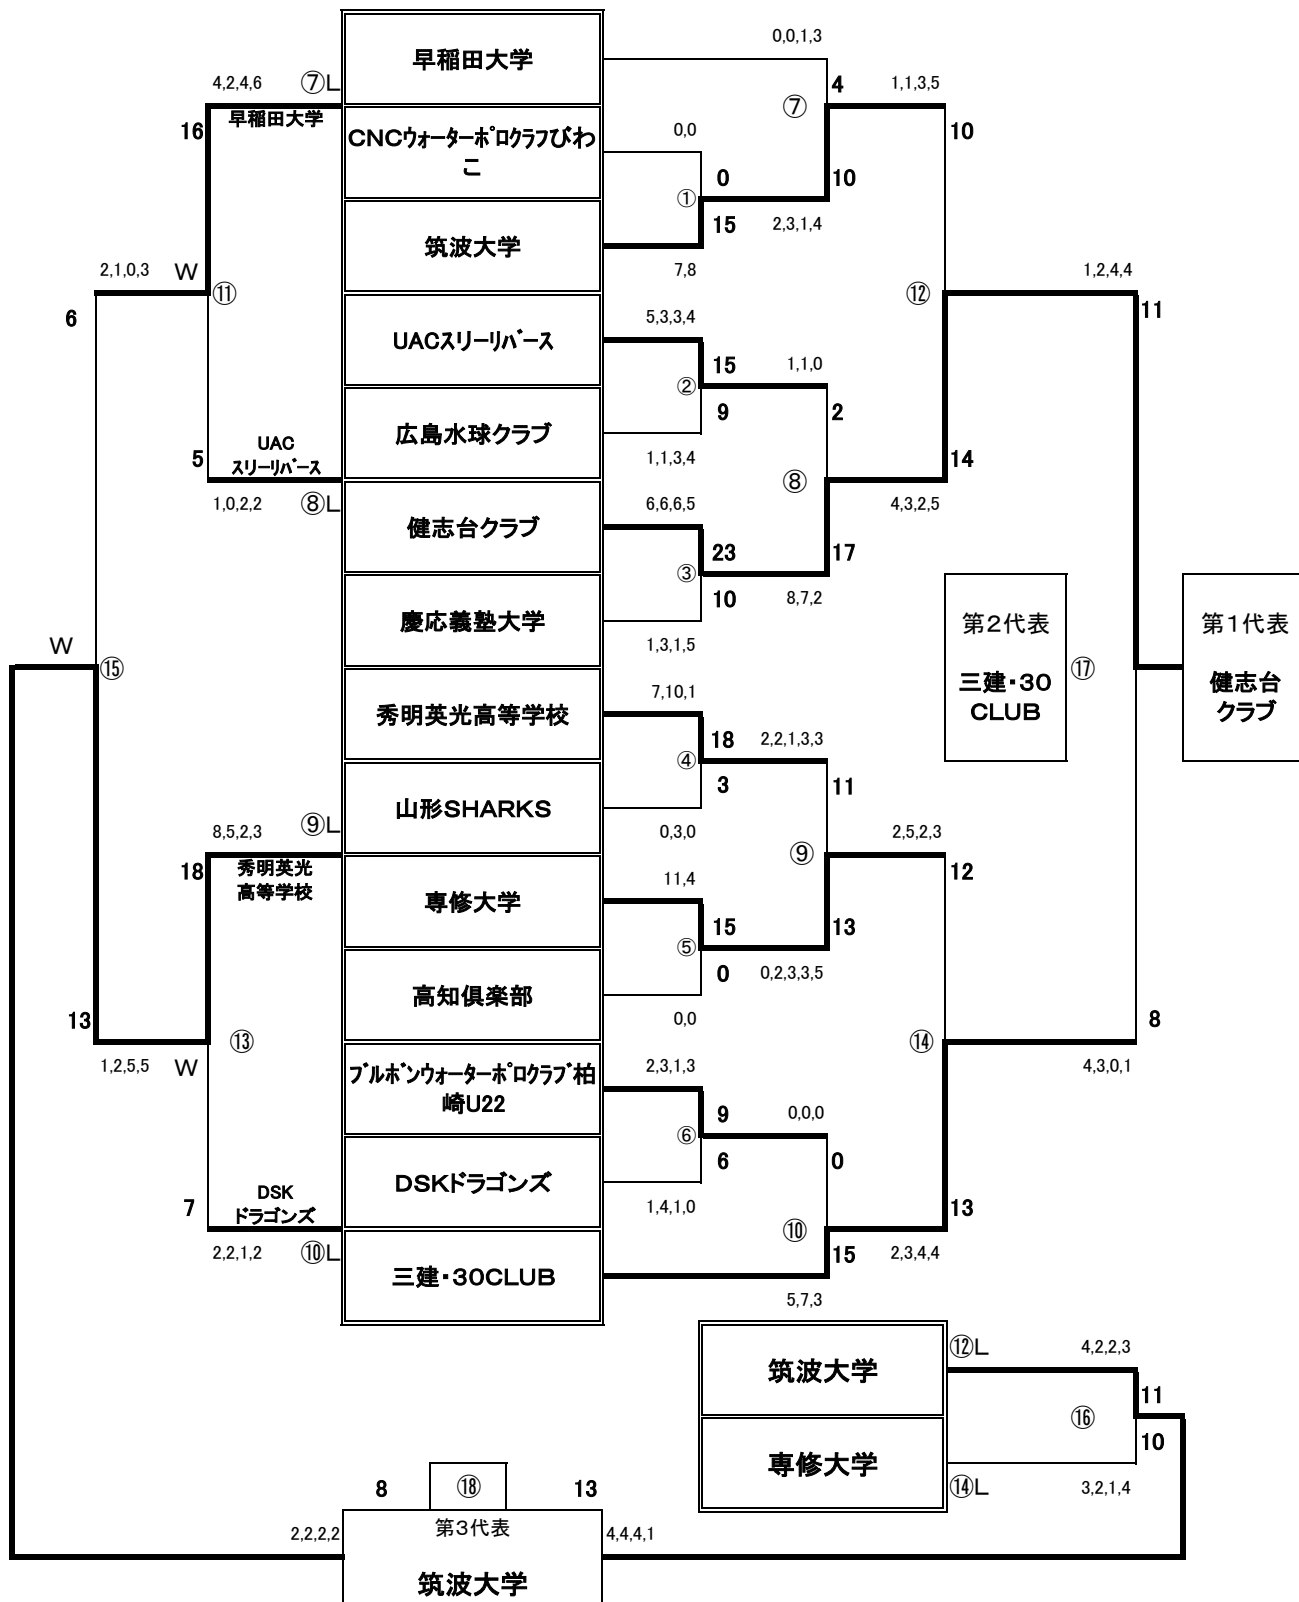 早稲田大学
0,0,1,3
4,2,4,6
⑦L
早稲田大学
16
⑦
4
1,1,3,5
10
CNCウォーターポロクラフびわ
こ
0,0
①
0
15
10
2,3,1,4
筑波大学
7,8
2,1,0,3
W
⑪
6
⑫
1,2,4,4
11
UACスリーリバース
5,3,3,4
15
②
9
1,1,0
2
広島水球クラブ
1,1,3,4
5
UAC
スリーリバース
1,0,2,2
⑧L
⑧
14
4,3,2,5
健志台クラブ
6,6,6,5
23
③
10
17
8,7,2
慶応義塾大学
1,3,1,5
第2代表
三建・30
CLUB
⑰
第1代表
健志台
クラブ
W
⑮
秀明英光高等学校
7,10,1
18
④
3
2,2,1,3,3
11
山形SHARKS
0,3,0
8,5,2,3
⑨L
18
秀明英光
高等学校
⑨
2,5,2,3
12
専修大学
11,4
15
⑤
0
13
0,2,3,3,5
高知倶楽部
0,0
13
1,2,5,5
W
⑬
⑭
8
4,3,0,1
ブルボンウォーターポロクラブ柏
崎U22
2,3,1,3
9
⑥
6
0,0,0
0
DSKドラゴンズ
1,4,1,0
7
DSK
ドラゴンズ
2,2,1,2
⑩L
⑩
15
13
2,3,4,4
三建・30CLUB
5,7,3
筑波大学
⑫L
4,2,2,3
11
⑯
10
専修大学
⑭L
3,2,1,4
8
⑱
13
2,2,2,2
第3代表
4,4,4,1
筑波大学